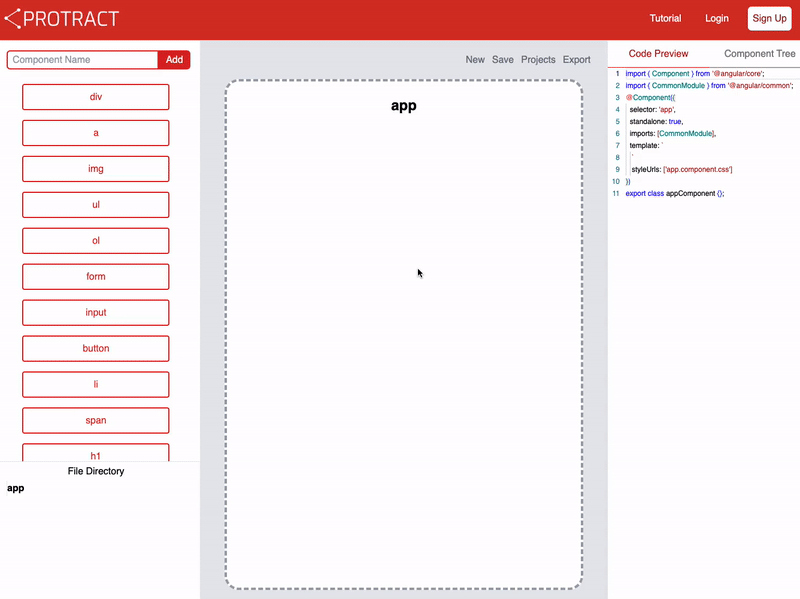 PROTRACT
Tutorial
Login
Sign Up
Component Name
Add
div
a
img
ul
ol
form
input
button
li
span
h1
File Directory
app
New
Save
Projects
Export
app
Code Preview
Component Tree
1 import { Component } from '@angular/core';
2 import { CommonModule } from '@angular/common';
3 @Component({
4 selector: 'app',
5 standalone: true,
6 imports: [CommonModule],
7 template: `
8 `
9 styleUrls: ['app.component.css']
10 })
11 export class appComponent {};